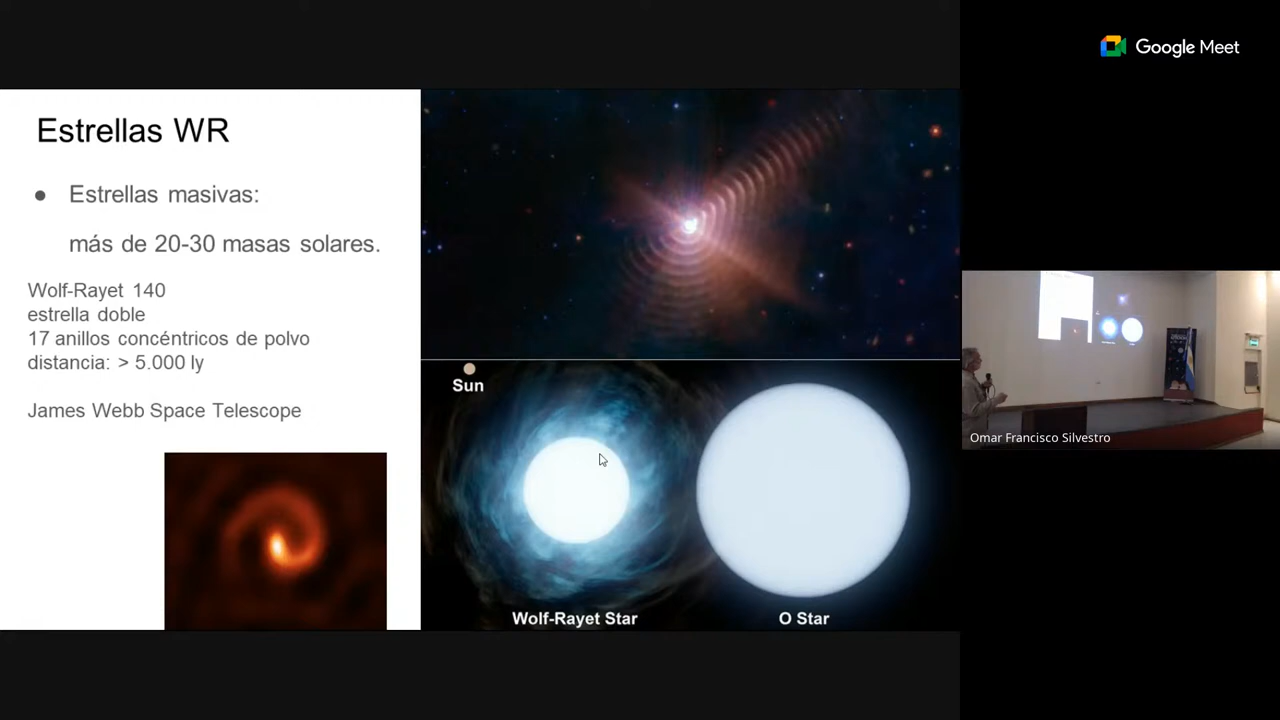 Estrellas WR
● Estrellas masivas:
más de 20-30 masas solares.
Wolf-Rayet 140
estrella doble
17 anillos concéntricos de polvo
distancia: > 5.000 ly
James Webb Space Telescope
Sun
Wolf-Rayet Star
O Star
Google Meet
Omar Francisco Silvestro